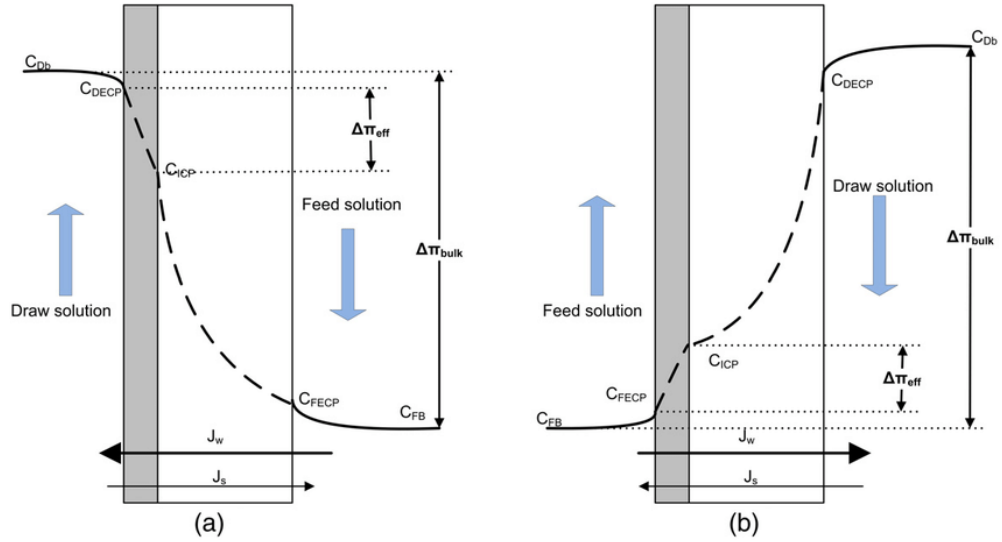 C_Db
C_DECP
Δπ_eff
C_ICP
Feed solution
Δπ_bulk
Draw solution
C_FECP
C_FB
J_w
J_s
(a)
C_Db
C_DECP
Draw solution
Δπ_bulk
Feed solution
C_ICP
Δπ_eff
C_FECP
C_FB
J_w
J_s
(b)